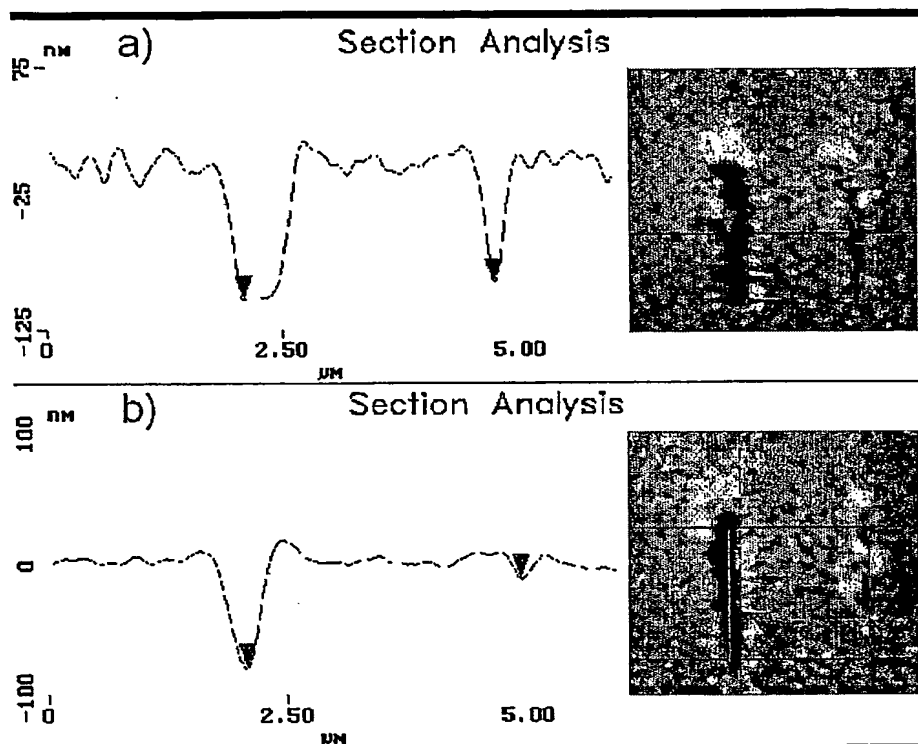 nm a) Section Analysis
75
-25
-125
0 2.50 5.00
μm
nm b) Section Analysis
100
0
-100
0 2.50 5.00
μm